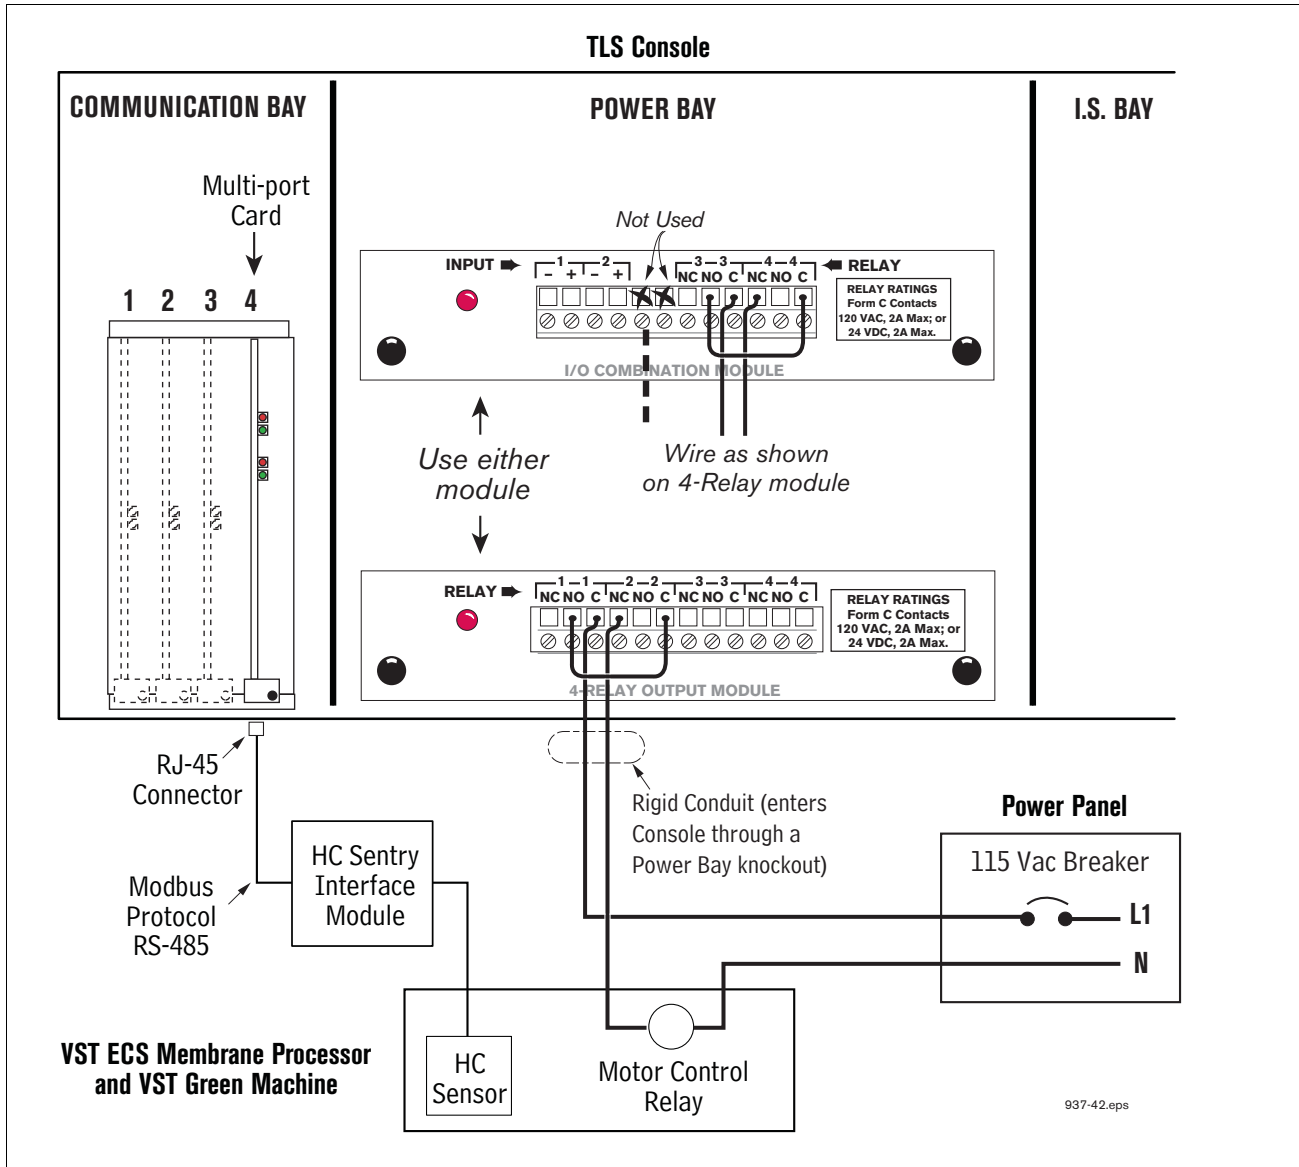 TLS Console
COMMUNICATION BAY
POWER BAY
I.S. BAY
Multi-port
Card
1 2 3 4
Not Used
INPUT
1 2
– + – +
3 3 4 4
NC NO C NC NO C
RELAY
RELAY RATINGS
Form C Contacts
120 VAC, 2A Max; or
24 VDC, 2A Max.
I/O COMBINATION MODULE
Use either
module
Wire as shown
on 4-Relay module
RELAY
1 1 2 2 3 3 4 4
NC NO C NC NO C NC NO C NC NO C
RELAY RATINGS
Form C Contacts
120 VAC, 2A Max; or
24 VDC, 2A Max.
4-RELAY OUTPUT MODULE
RJ-45
Connector
Rigid Conduit (enters
Console through a
Power Bay knockout)
Power Panel
115 Vac Breaker
L1
N
HC Sentry
Interface
Module
Modbus
Protocol
RS-485
VST ECS Membrane Processor
and VST Green Machine
HC
Sensor
Motor Control
Relay
937-42.eps